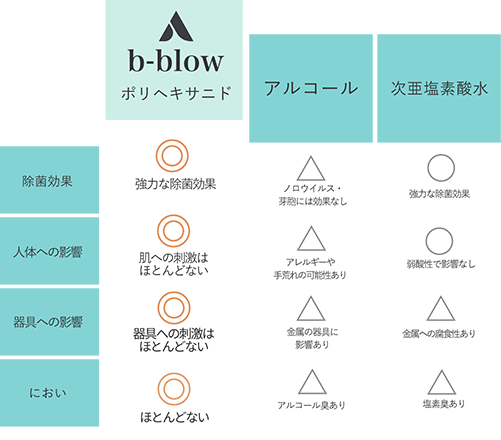 b-blow
ポリヘキサニド
アルコール
次亜塩素酸水
除菌効果
強力な除菌効果
ノロウイルス・
芽胞には効果なし
強力な除菌効果
人体への影響
肌への刺激は
ほとんどない
アレルギーや
手荒れの可能性あり
弱酸性で影響なし
器具への影響
器具への刺激は
ほとんどない
金属の器具に
影響あり
金属への腐食性あり
におい
ほとんどない
アルコール臭あり
塩素臭あり